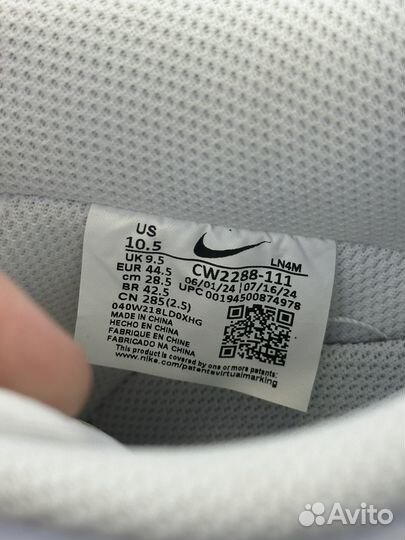 US
10.5
UK 9.5
EUR 44.5
cm 28.5
BR 42.5
CN 285(2.5)
040W218LD0XHG
MADE IN CHINA
HECHO EN CHINA
FABRIQUE EN CHINE
FABRICADO NA CHINA
This product is covered by one or more patents:
www.nike.com/patentsvirtualmarking
LN4M
CW2288-111
06/01/24 07/16/24
UPC 00194500874978
Avito